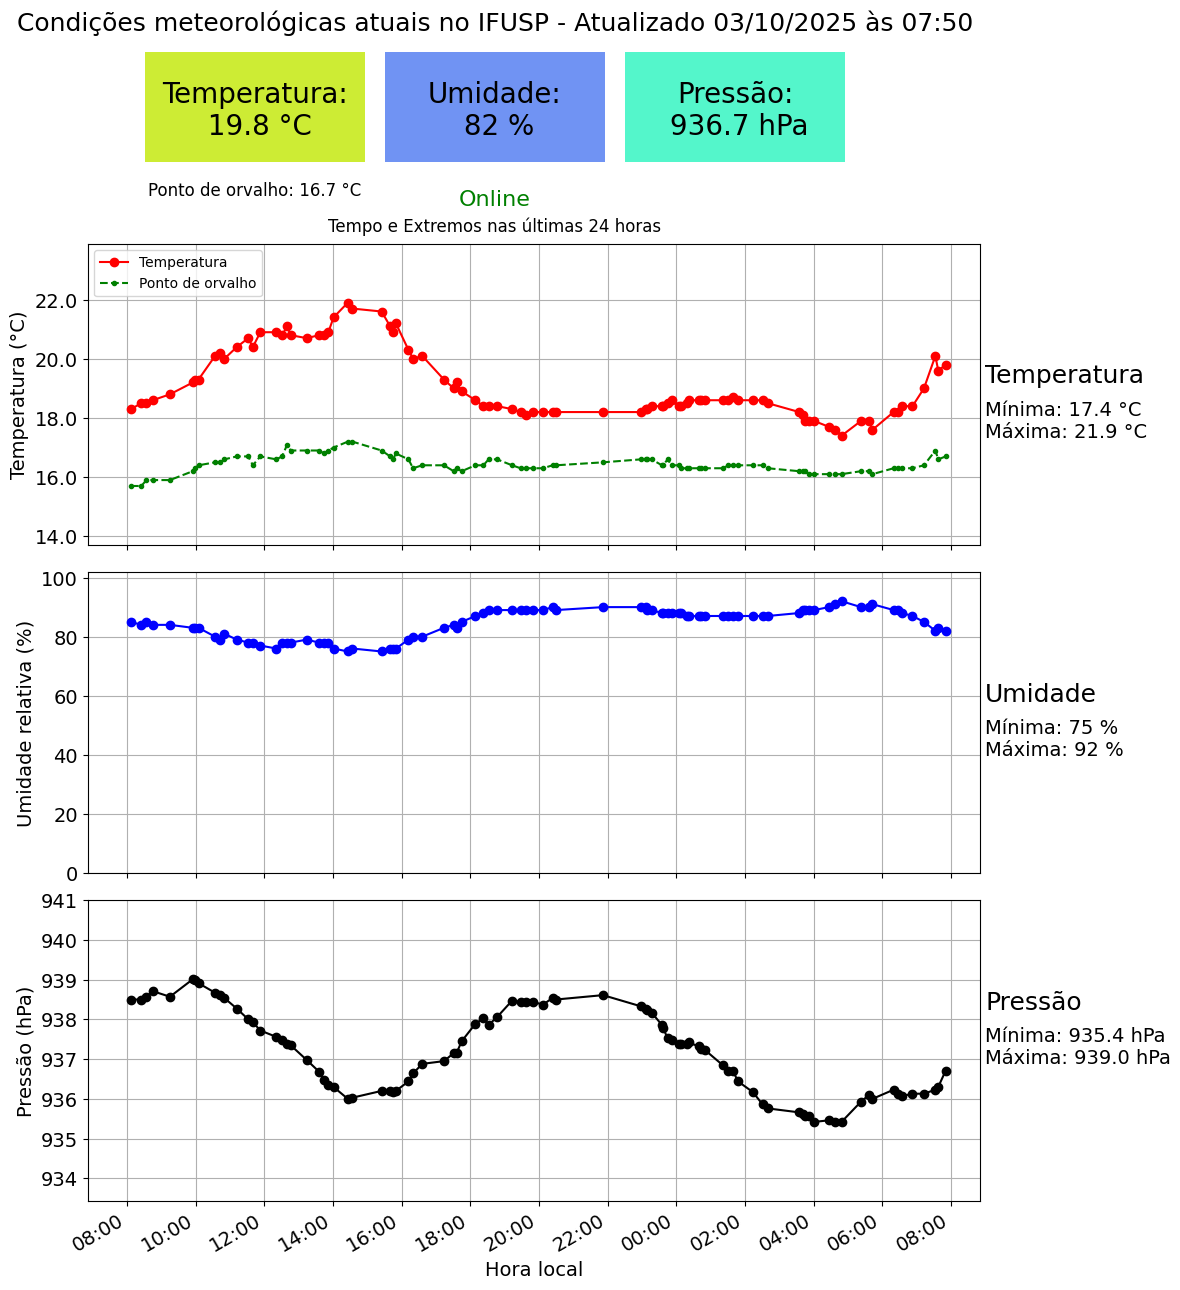 Condições meteorológicas atuais no IFUSP - Atualizado 03/10/2025 às 07:50
Temperatura:
19.8 °C
Umidade:
82 %
Pressão:
936.7 hPa
Ponto de orvalho: 16.7 °C
Online
Tempo e Extremos nas últimas 24 horas
Temperatura
Ponto de orvalho
Temperatura (°C)
22.0
20.0
18.0
16.0
14.0
Temperatura
Mínima: 17.4 °C
Máxima: 21.9 °C
Umidade relativa (%)
100
80
60
40
20
0
Umidade
Mínima: 75 %
Máxima: 92 %
Pressão (hPa)
941
940
939
938
937
936
935
934
Pressão
Mínima: 935.4 hPa
Máxima: 939.0 hPa
08:00 10:00 12:00 14:00 16:00 18:00 20:00 22:00 00:00 02:00 04:00 06:00 08:00
Hora local